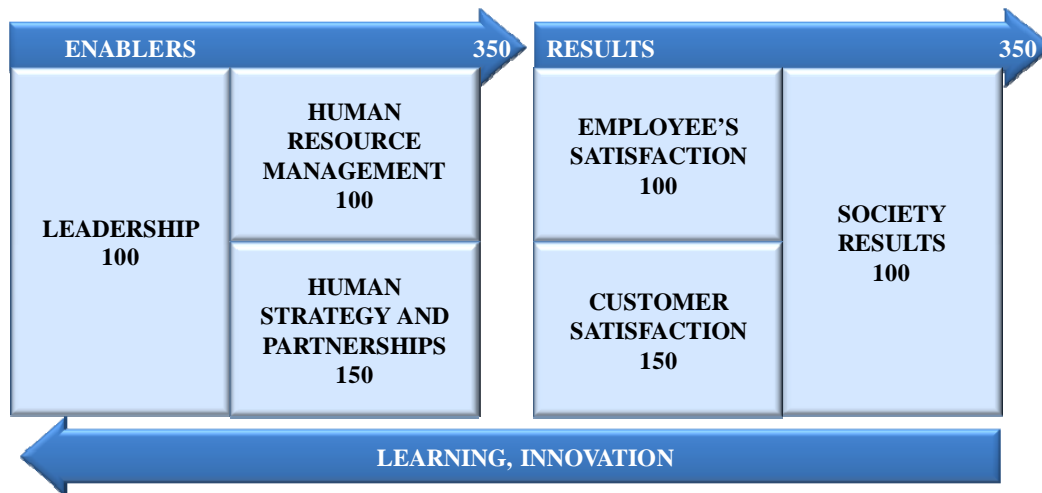 ENABLERS 350
RESULTS 350
LEADERSHIP
100
HUMAN
RESOURCE
MANAGEMENT
100
HUMAN
STRATEGY AND
PARTNERSHIPS
150
EMPLOYEE’S
SATISFACTION
100
CUSTOMER
SATISFACTION
150
SOCIETY
RESULTS
100
LEARNING, INNOVATION